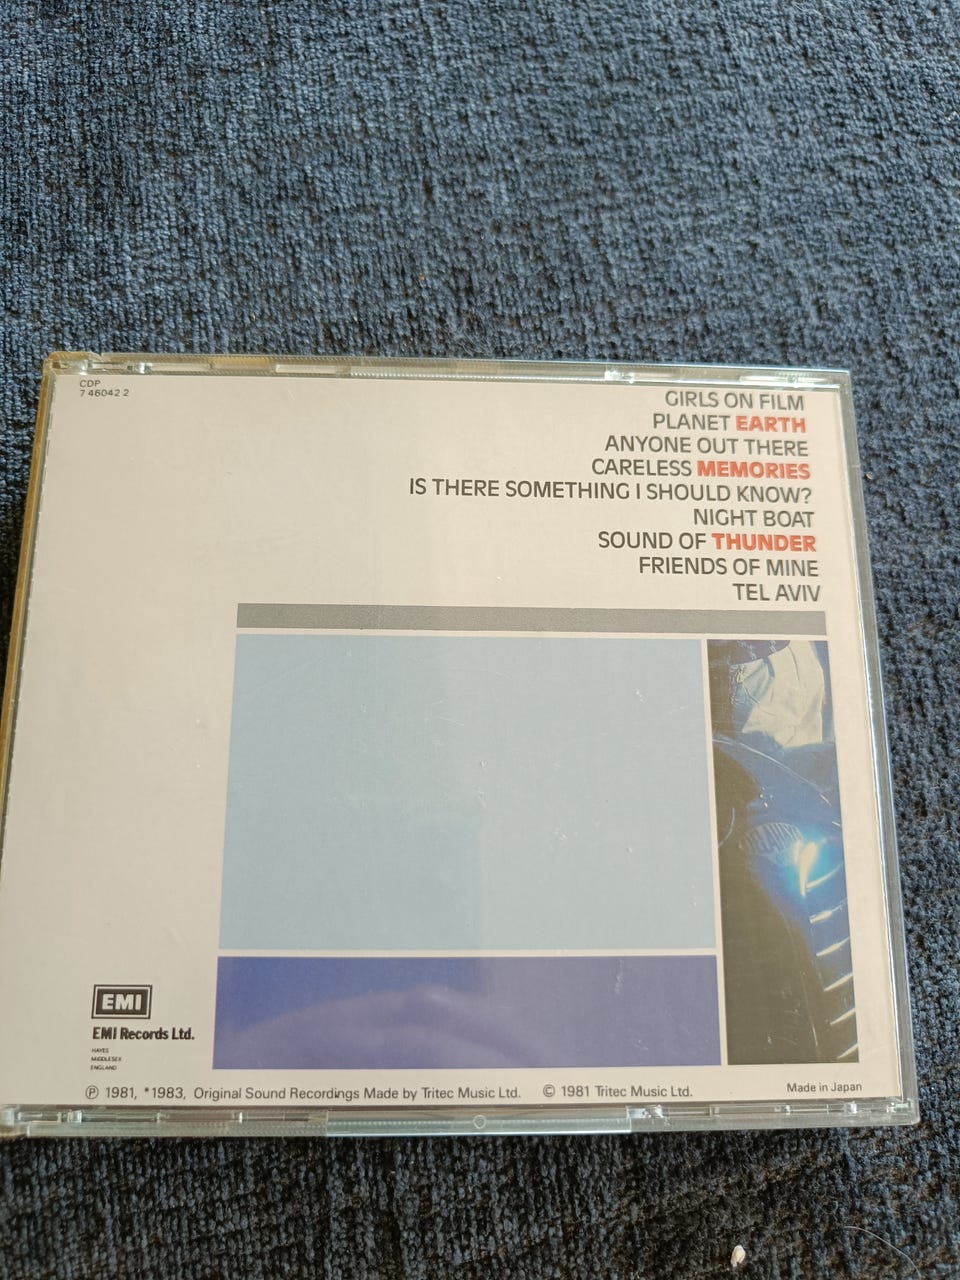 CDP
7 46042 2
GIRLS ON FILM
PLANET EARTH
ANYONE OUT THERE
CARELESS MEMORIES
IS THERE SOMETHING I SHOULD KNOW?
NIGHT BOAT
SOUND OF THUNDER
FRIENDS OF MINE
TEL AVIV
EMI
EMI Records Ltd.
HAYES
MIDDLESEX
ENGLAND
℗ 1981, *1983, Original Sound Recordings Made by Tritec Music Ltd. © 1981 Tritec Music Ltd.
Made in Japan